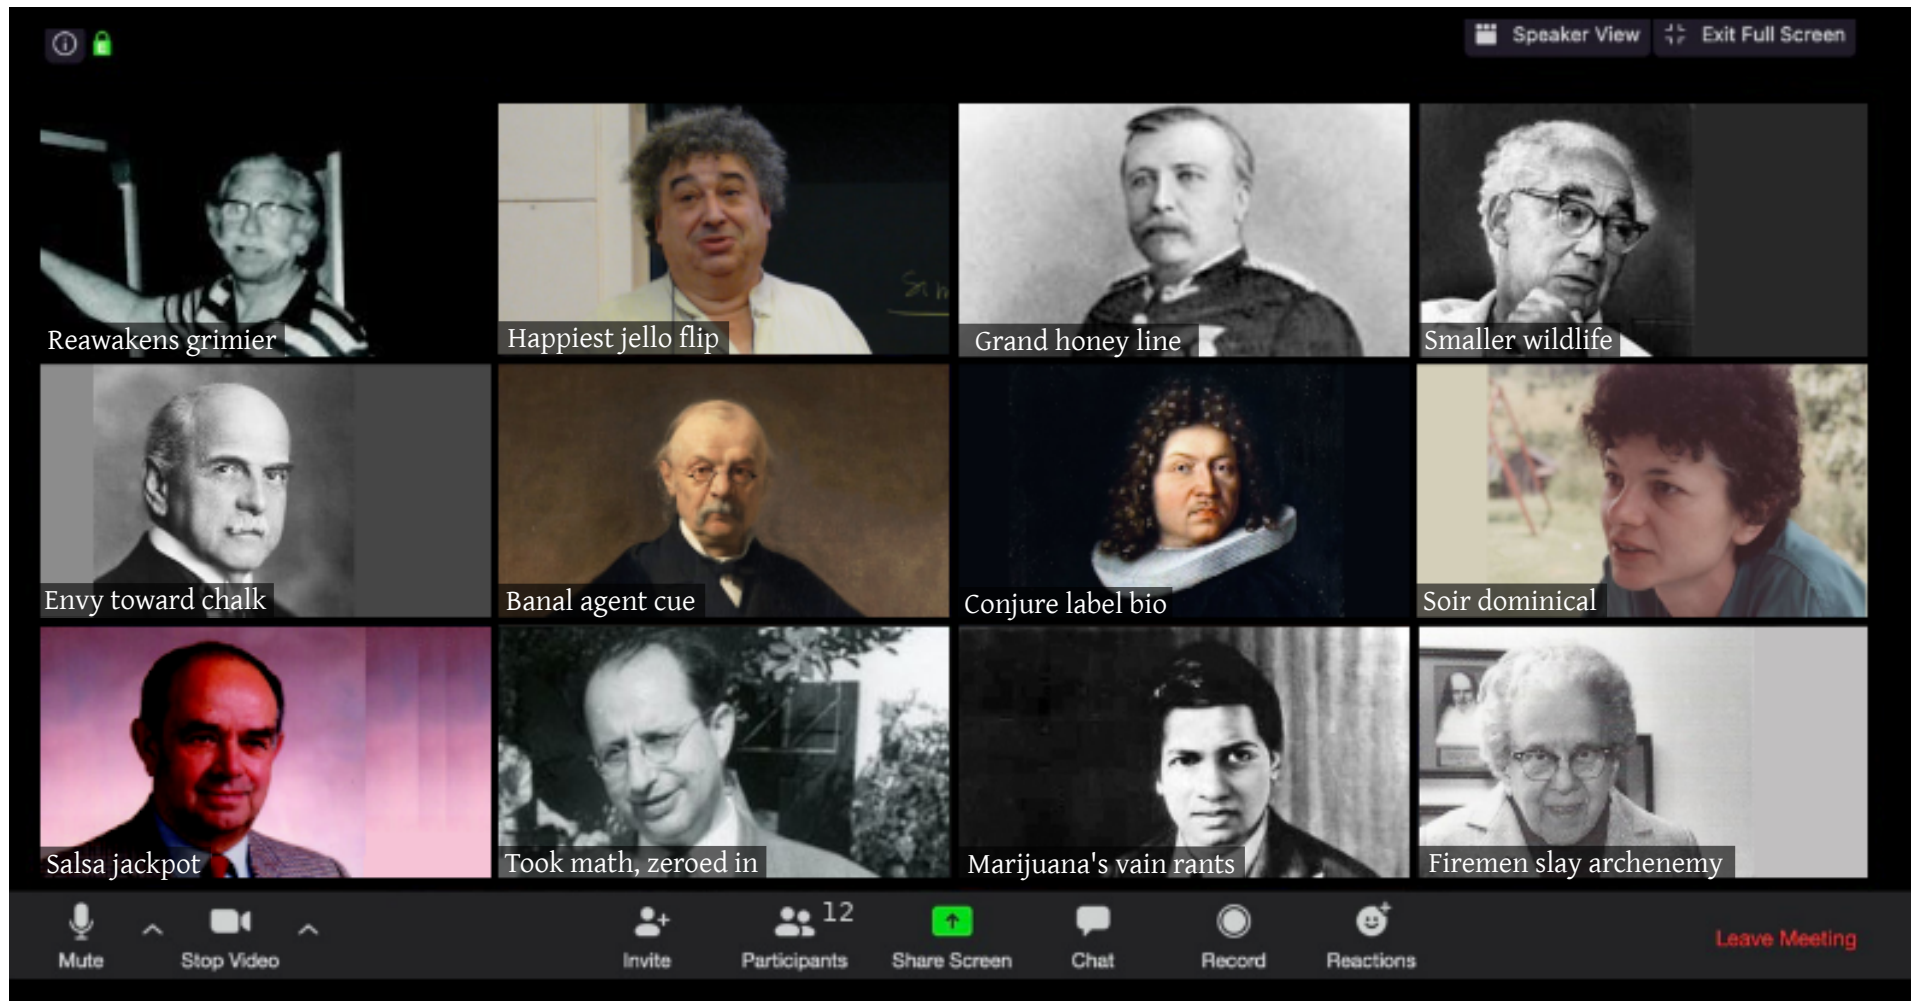 Speaker View
Exit Full Screen
Reawakens grimier
Happiest jello flip
Grand honey line
Smaller wildlife
Envy toward chalk
Banal agent cue
Conjure label bio
Soir dominical
Salsa jackpot
Took math, zeroed in
Marijuana's vain rants
Firemen slay archenemy
Mute
Stop Video
Invite
12
Participants
Share Screen
Chat
Record
Reactions
Leave Meeting